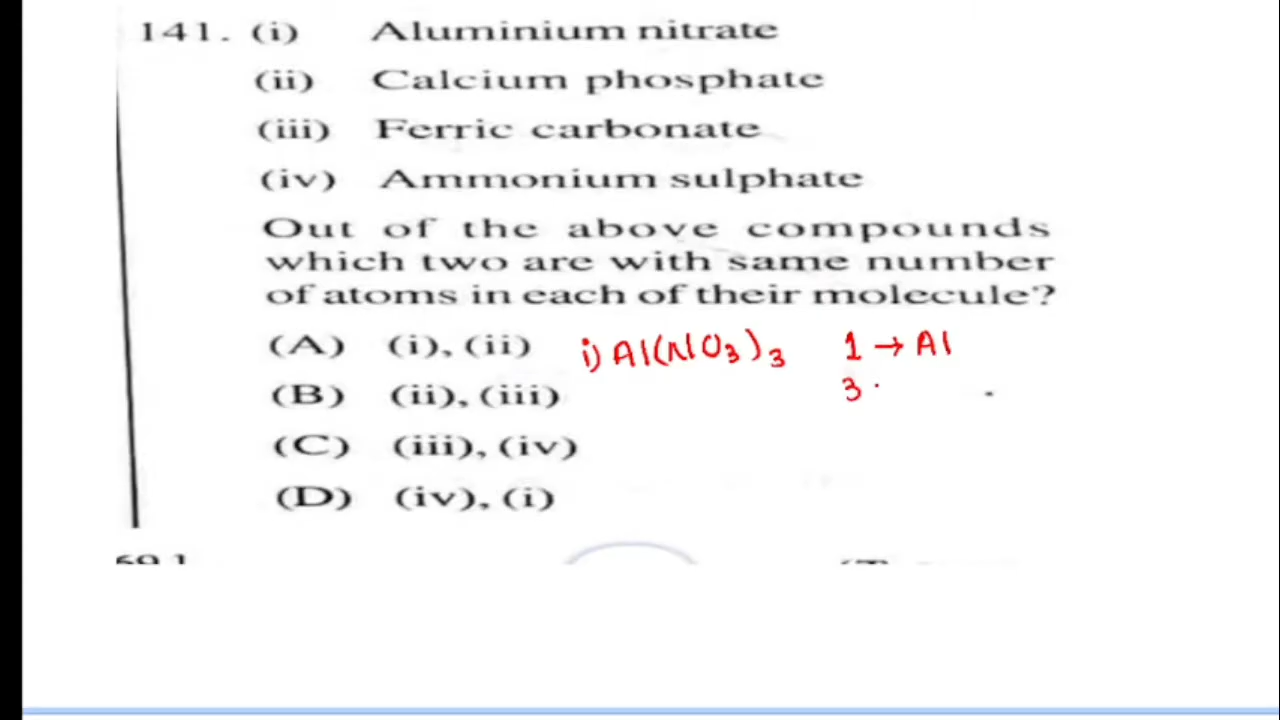 141. (i) Aluminium nitrate
(ii) Calcium phosphate
(iii) Ferric carbonate
(iv) Ammonium sulphate
Out of the above compounds
which two are with same number
of atoms in each of their molecule?
(A) (i), (ii) i) Al(NO3)3 1 → Al
(B) (ii), (iii) 3
(C) (iii), (iv)
(D) (iv), (i)